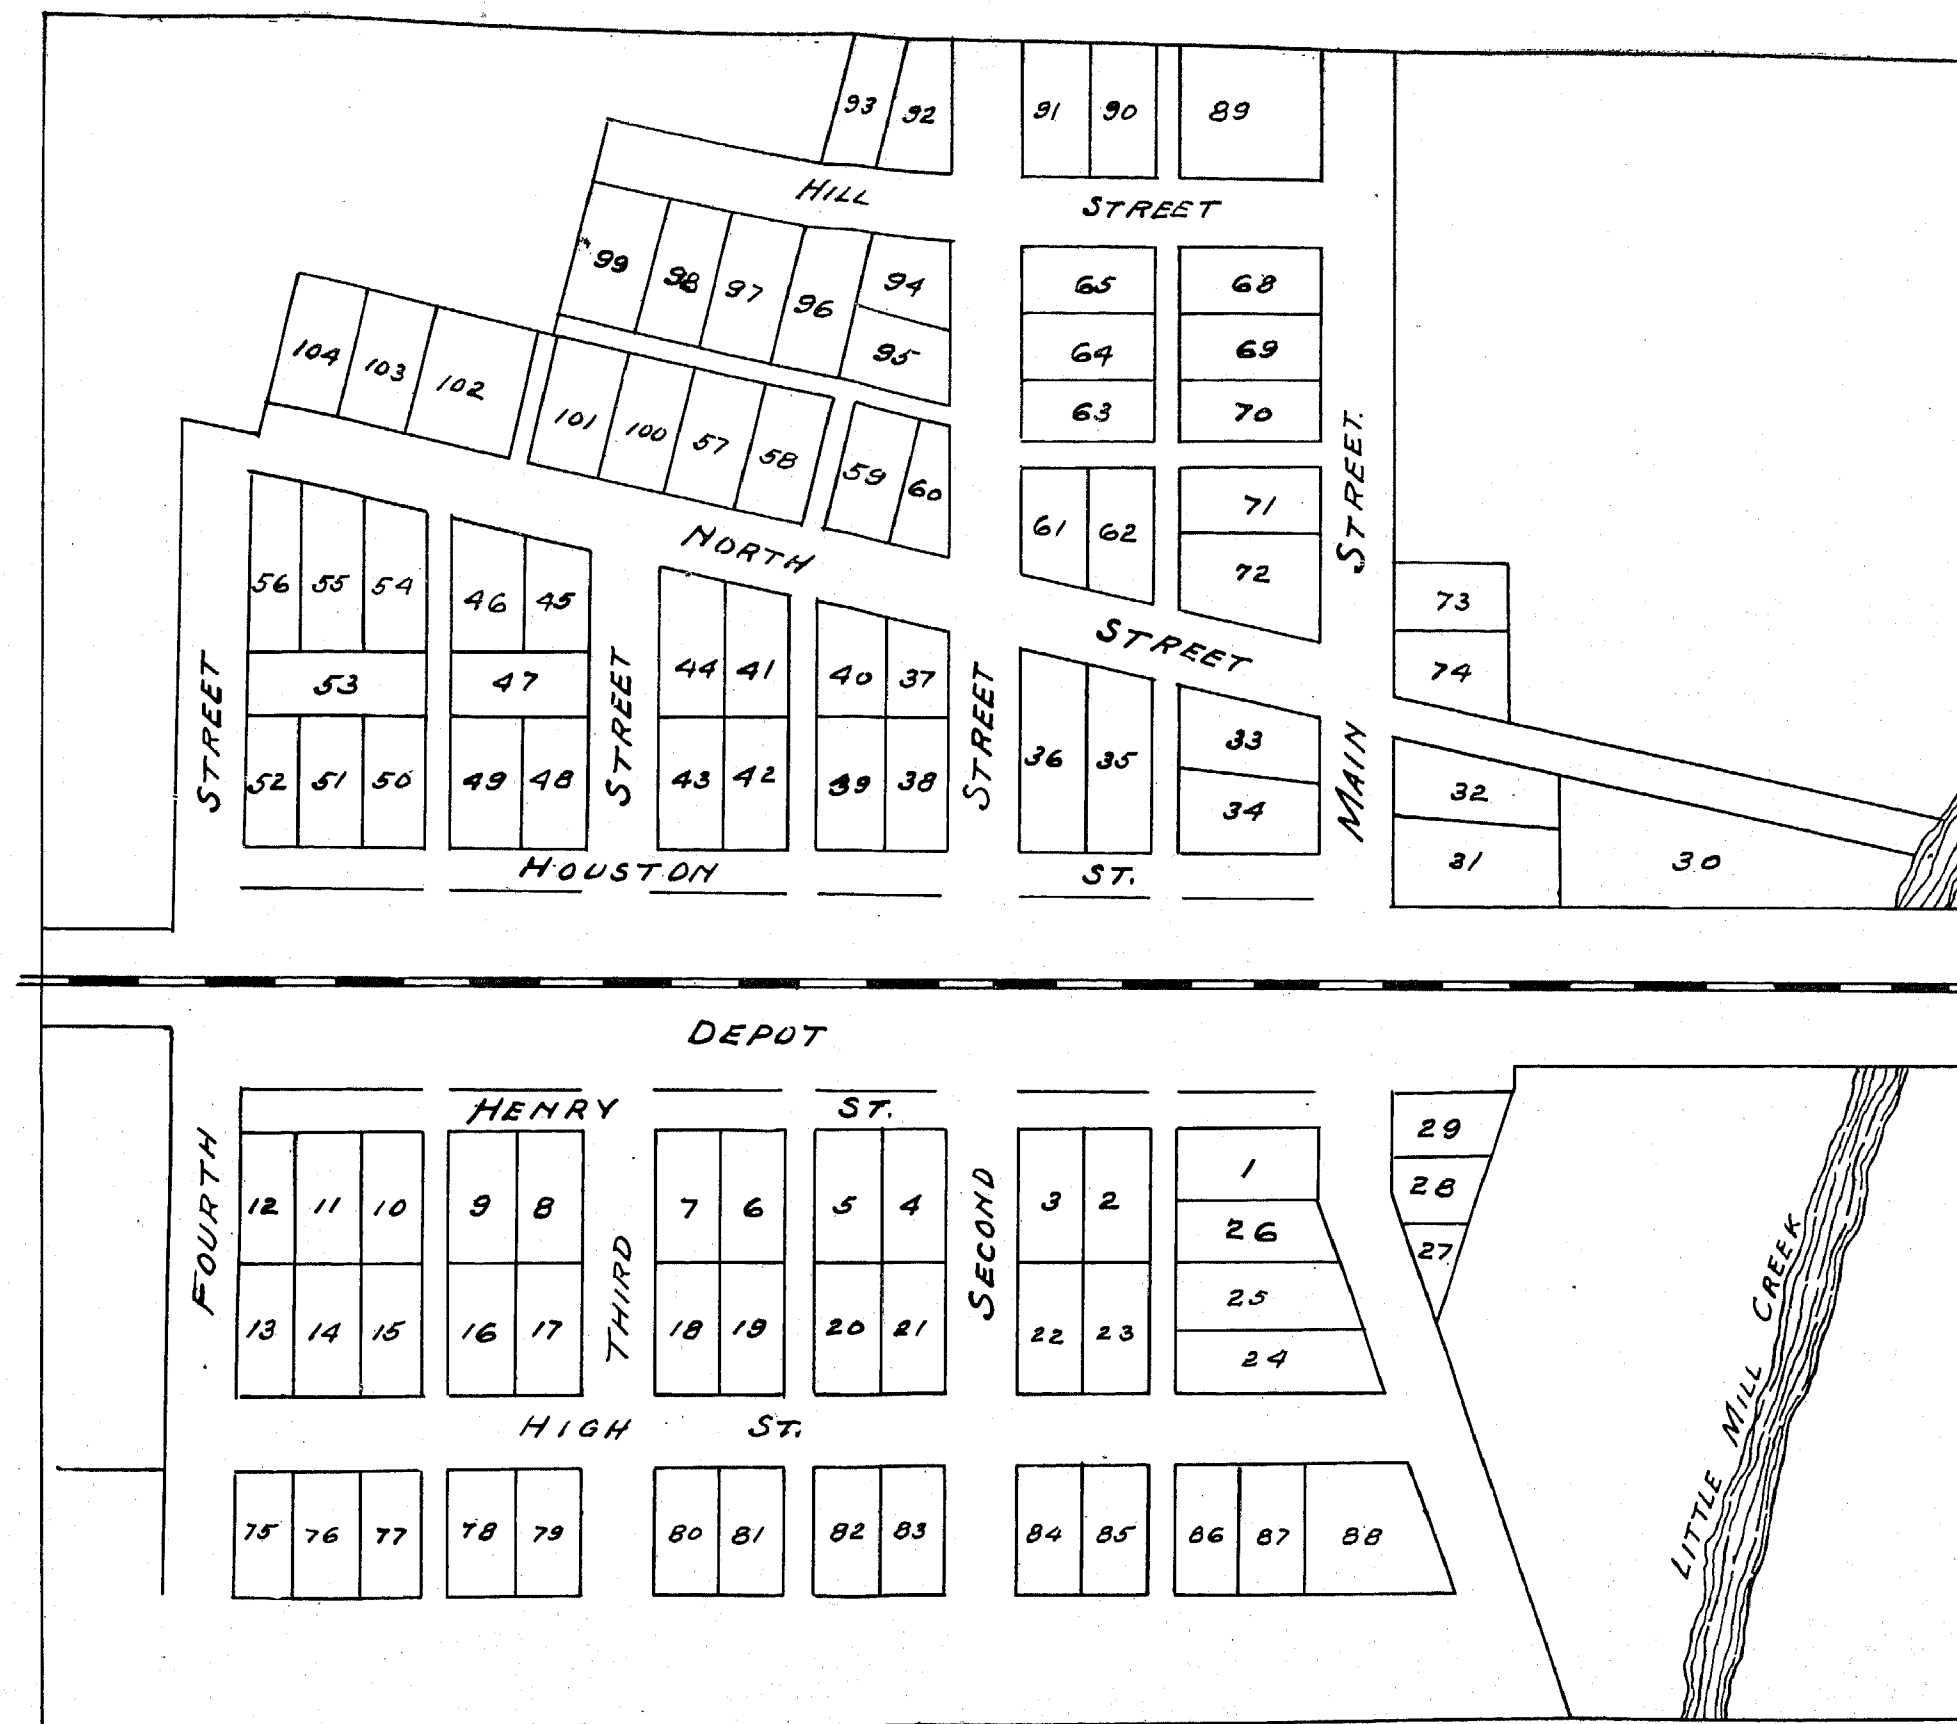 93 92 91 90 89
HILL STREET
99 98 97 96 94 65 68
95 64 69
104 103 102 63 70
101 100 57 58 59 60
61 62 71
72
NORTH STREET
MAIN STREET.
56 55 54 46 45 73
53 47 44 41 40 37 74
STREET STREET STREET
52 51 50 49 48 43 42 39 38 36 35 33
34 32
31 30
HOUSTON ST.
DEPOT
HENRY ST.
29
12 11 10 9 8 7 6 5 4 3 2 1
28
26
27
FOURTH THIRD SECOND
25
13 14 15 16 17 18 19 20 21 22 23
24
HIGH ST.
75 76 77 78 79 80 81 82 83 84 85 86 87 88
LITTLE MILL CREEK